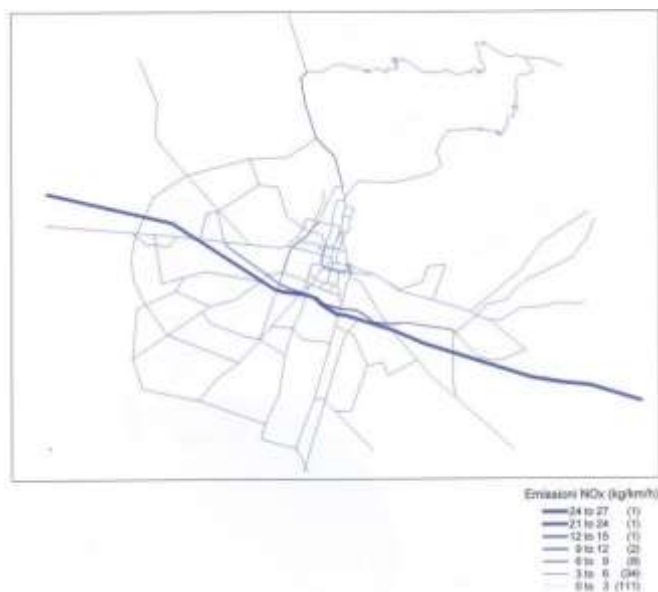 Emissioni NOx (kg/km/h)
24 to 27 (1)
21 to 24 (1)
12 to 15 (1)
9 to 12 (2)
6 to 9 (8)
3 to 6 (34)
0 to 3 (111)